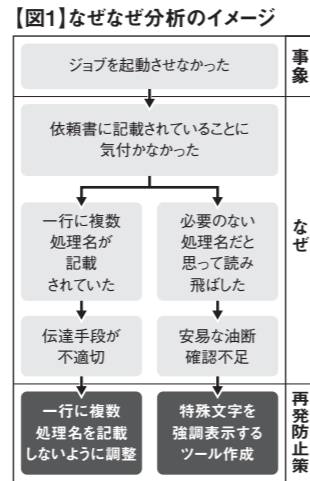 【図1】なぜなぜ分析のイメージ
ジョブを起動させなかった
事象
依頼書に記載されていることに
気付かなかった
一行に複数
処理名が
記載
されていた
必要のない
処理名だと
思って読み
飛ばした
なぜ
伝達手段が
不適切
安易な油断
確認不足
一行に複数
処理名を記載
しないように調整
特殊文字を
強調表示する
ツール作成
再発防止策